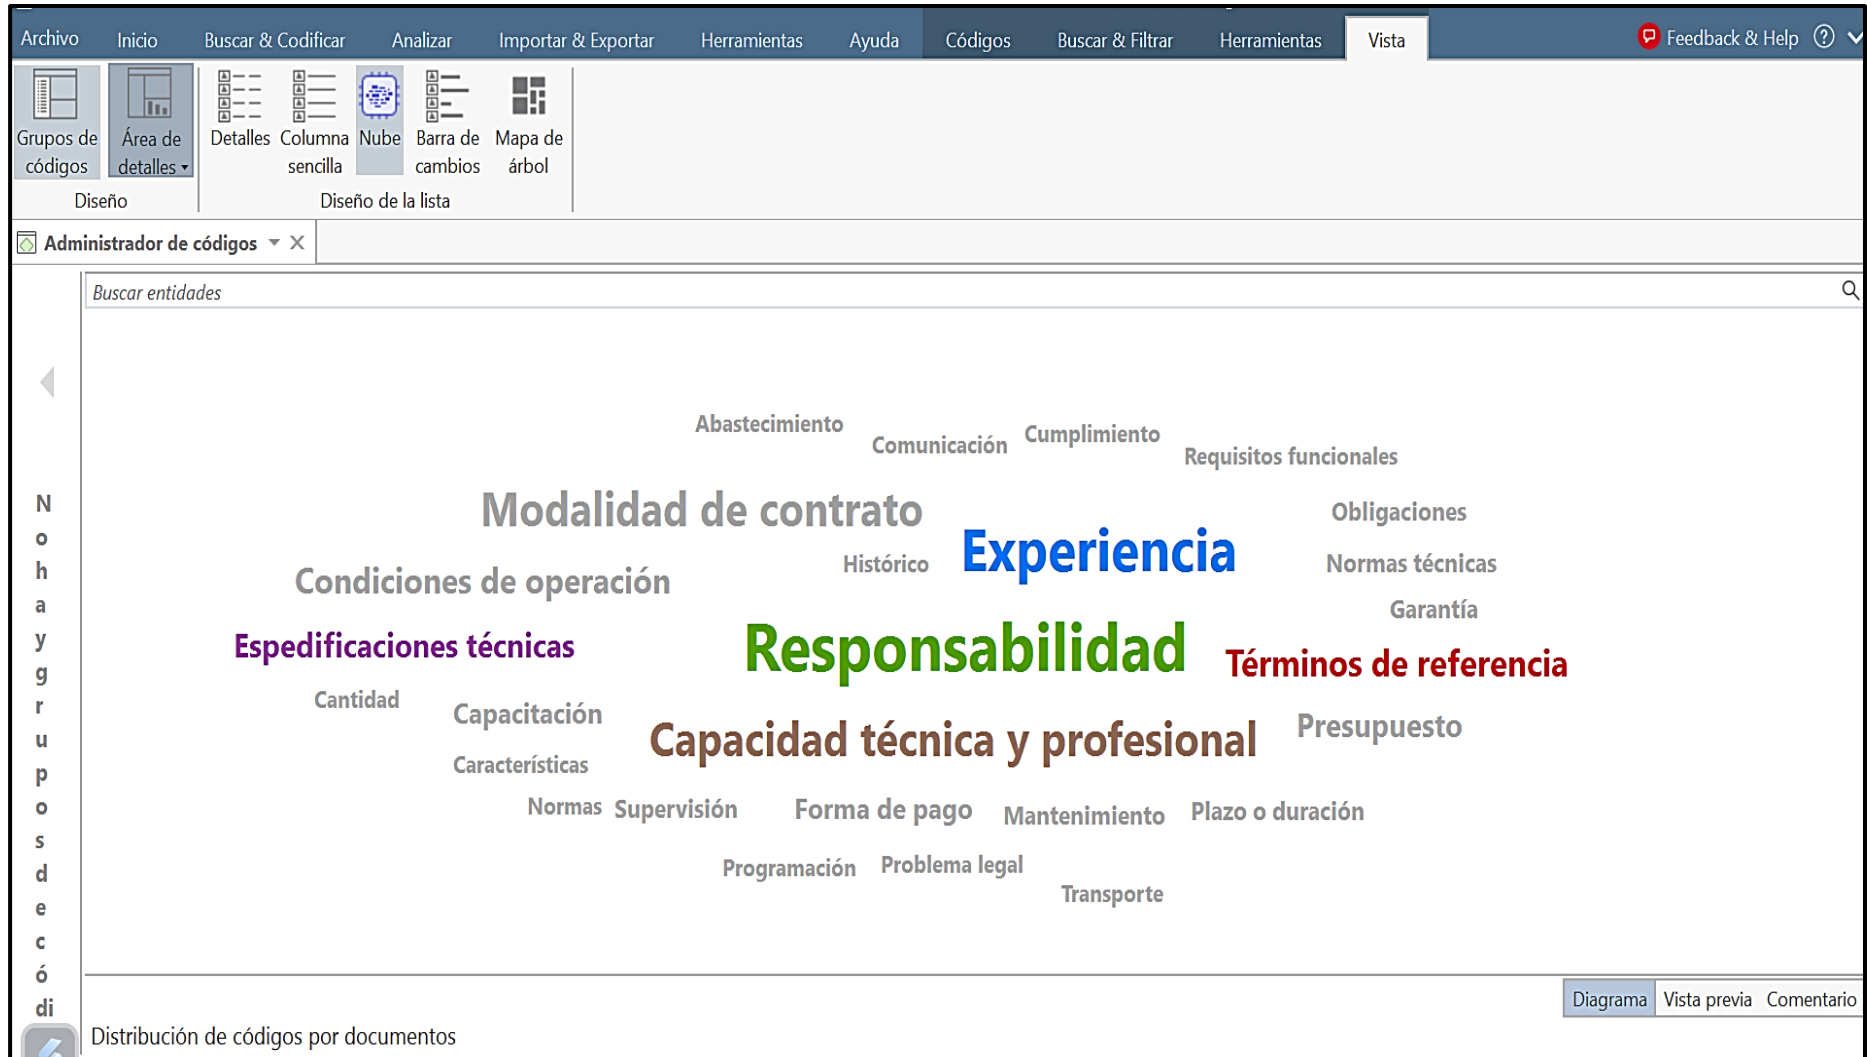 Archivo Inicio Buscar & Codificar Analizar Importar & Exportar Herramientas Ayuda Códigos Buscar & Filtrar Herramientas Vista Feedback & Help
Grupos de códigos
Área de detalles
Detalles
Columna sencilla
Nube
Barra de cambios
Mapa de árbol
Diseño
Diseño de la lista
Administrador de códigos
Buscar entidades
No hay grupos de códi
Abastecimiento
Comunicación
Cumplimiento
Requisitos funcionales
Modalidad de contrato
Experiencia
Obligaciones
Histórico
Normas técnicas
Condiciones de operación
Garantía
Espedificaciones técnicas
Responsabilidad
Términos de referencia
Cantidad
Capacitación
Capacidad técnica y profesional
Presupuesto
Características
Normas
Supervisión
Forma de pago
Mantenimiento
Plazo o duración
Programación
Problema legal
Transporte
Diagrama Vista previa Comentario
Distribución de códigos por documentos